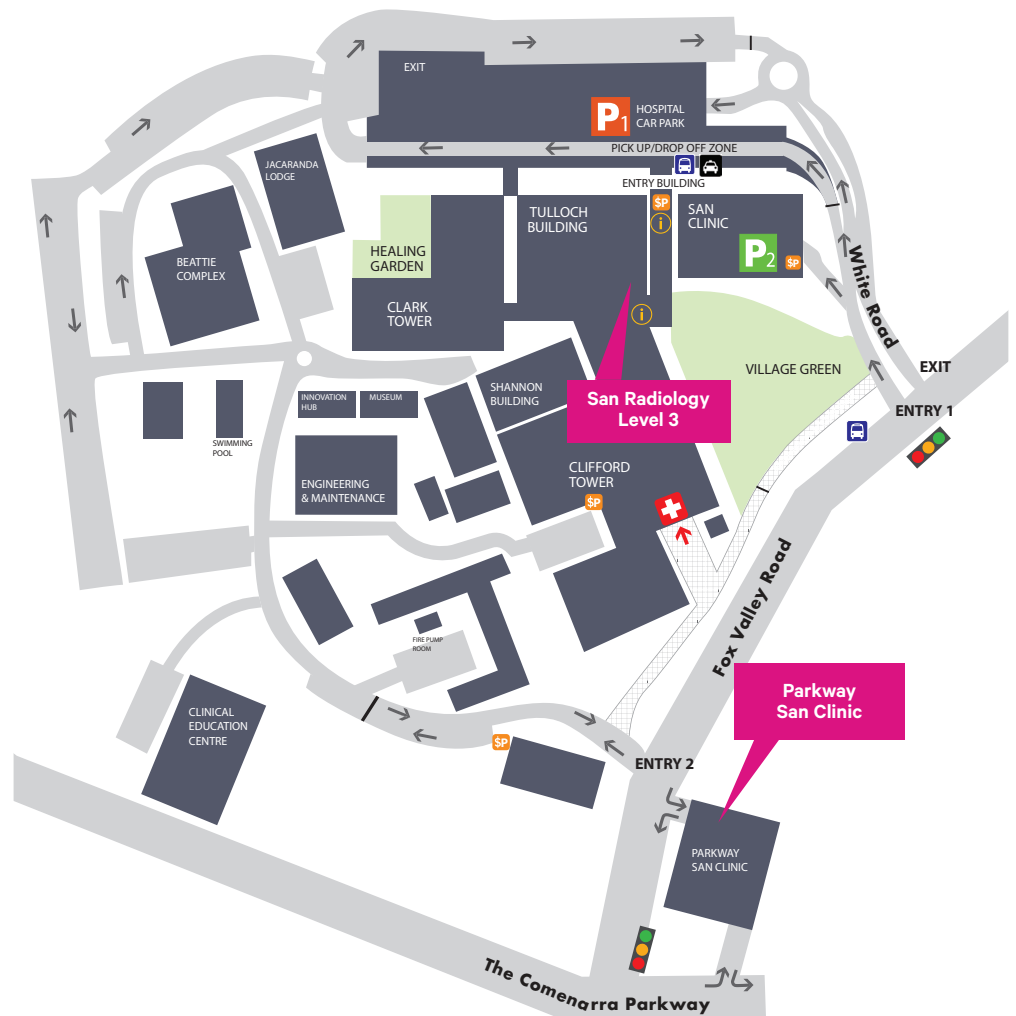 EXIT
P1
HOSPITAL
CAR PARK
PICK UP/DROP OFF ZONE
JACARANDA
LODGE
ENTRY BUILDING
$P
i
TULLOCH
BUILDING
SAN
CLINIC
P2
$P
HEALING
GARDEN
BEATTIE
COMPLEX
White Road
CLARK
TOWER
i
VILLAGE GREEN
EXIT
ENTRY 1
SHANNON
BUILDING
San Radiology
Level 3
INNOVATION
HUB
MUSEUM
SWIMMING
POOL
ENGINEERING
& MAINTENANCE
CLIFFORD
TOWER
$P
Fox Valley Road
FIRE PUMP
ROOM
Parkway
San Clinic
CLINICAL
EDUCATION
CENTRE
$P
ENTRY 2
PARKWAY
SAN CLINIC
The Comenarra Parkway